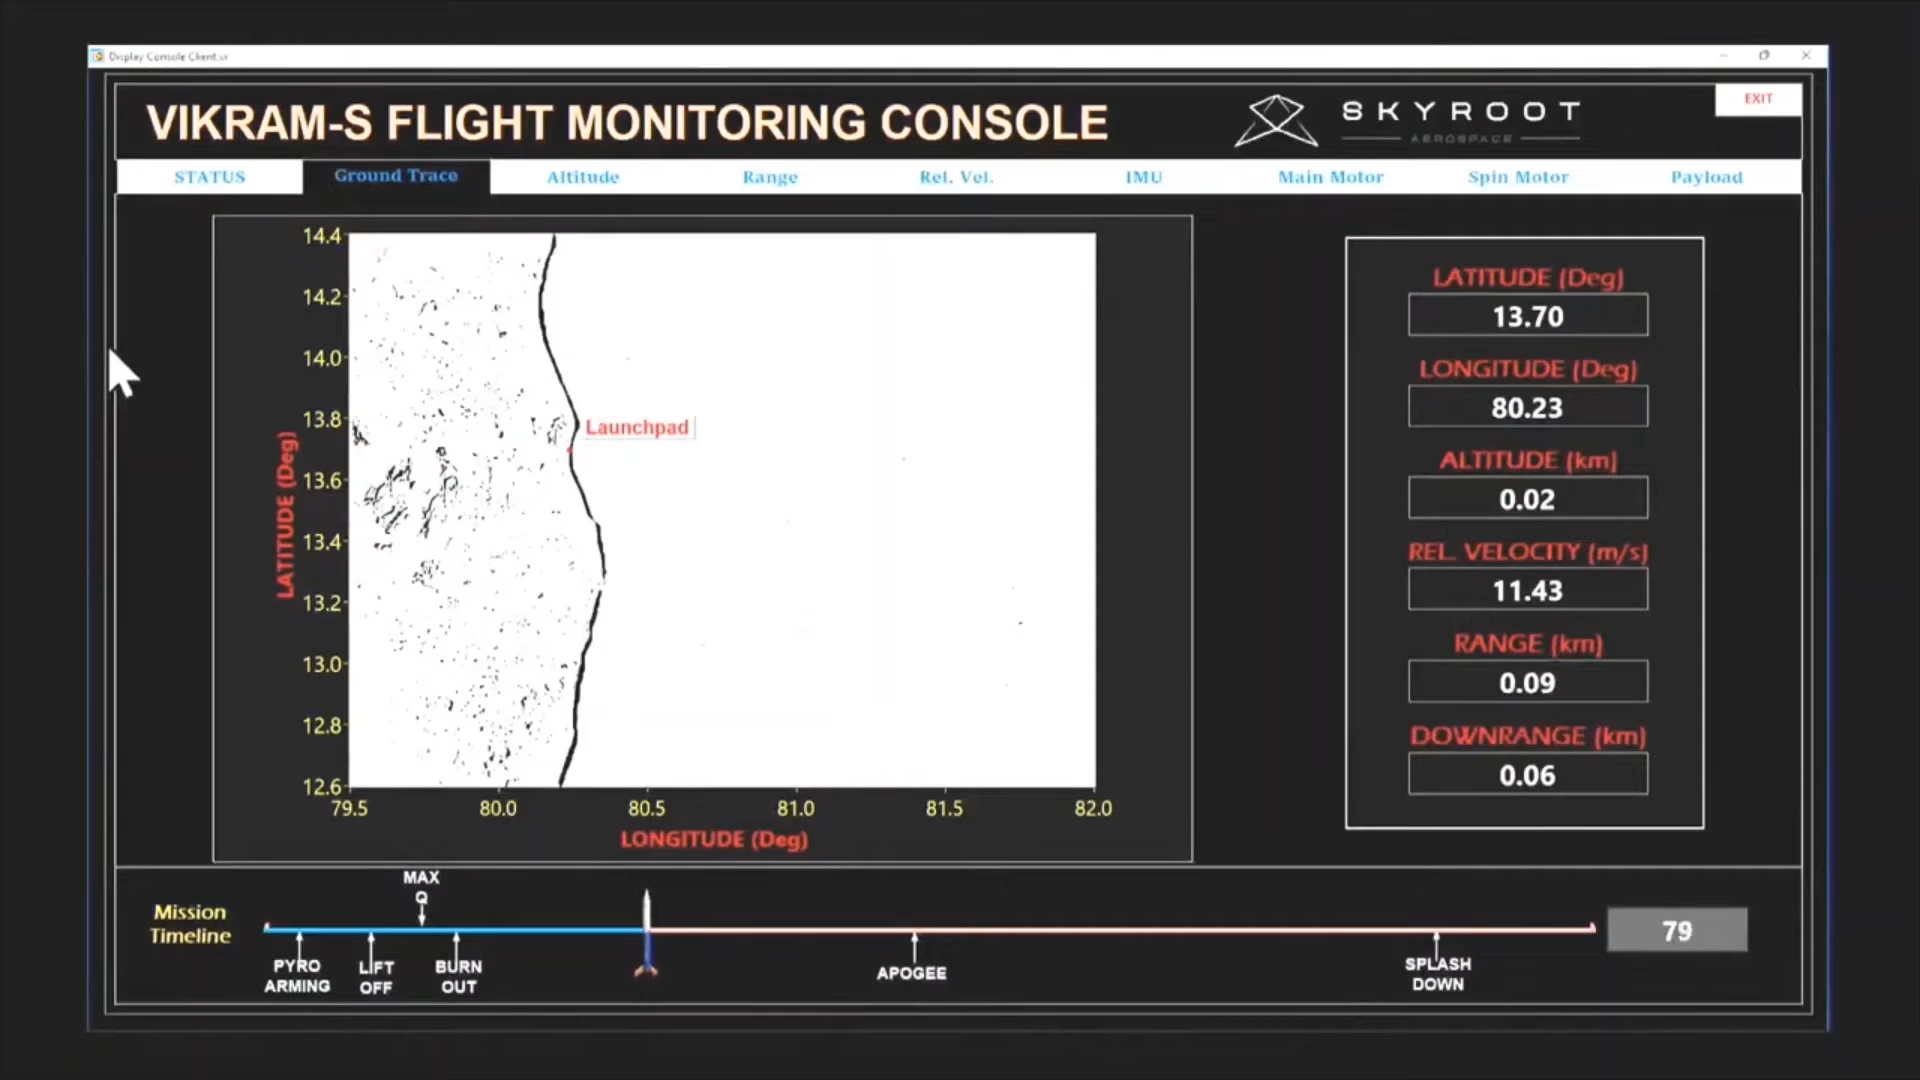 Display Console Client.vi
VIKRAM-S FLIGHT MONITORING CONSOLE
SKYROOT
AEROSPACE
EXIT
STATUS
Ground Trace
Altitude
Range
Rel. Vel.
IMU
Main Motor
Spin Motor
Payload
LATITUDE (Deg)
14.4
14.2
14.0
13.8
13.6
13.4
13.2
13.0
12.8
12.6
Launchpad
79.5
80.0
80.5
81.0
81.5
82.0
LONGITUDE (Deg)
LATITUDE (Deg)
13.70
LONGITUDE (Deg)
80.23
ALTITUDE (km)
0.02
REL. VELOCITY (m/s)
11.43
RANGE (km)
0.09
DOWNRANGE (km)
0.06
Mission
Timeline
PYRO
ARMING
LIFT
OFF
MAX
Q
BURN
OUT
APOGEE
SPLASH
DOWN
79